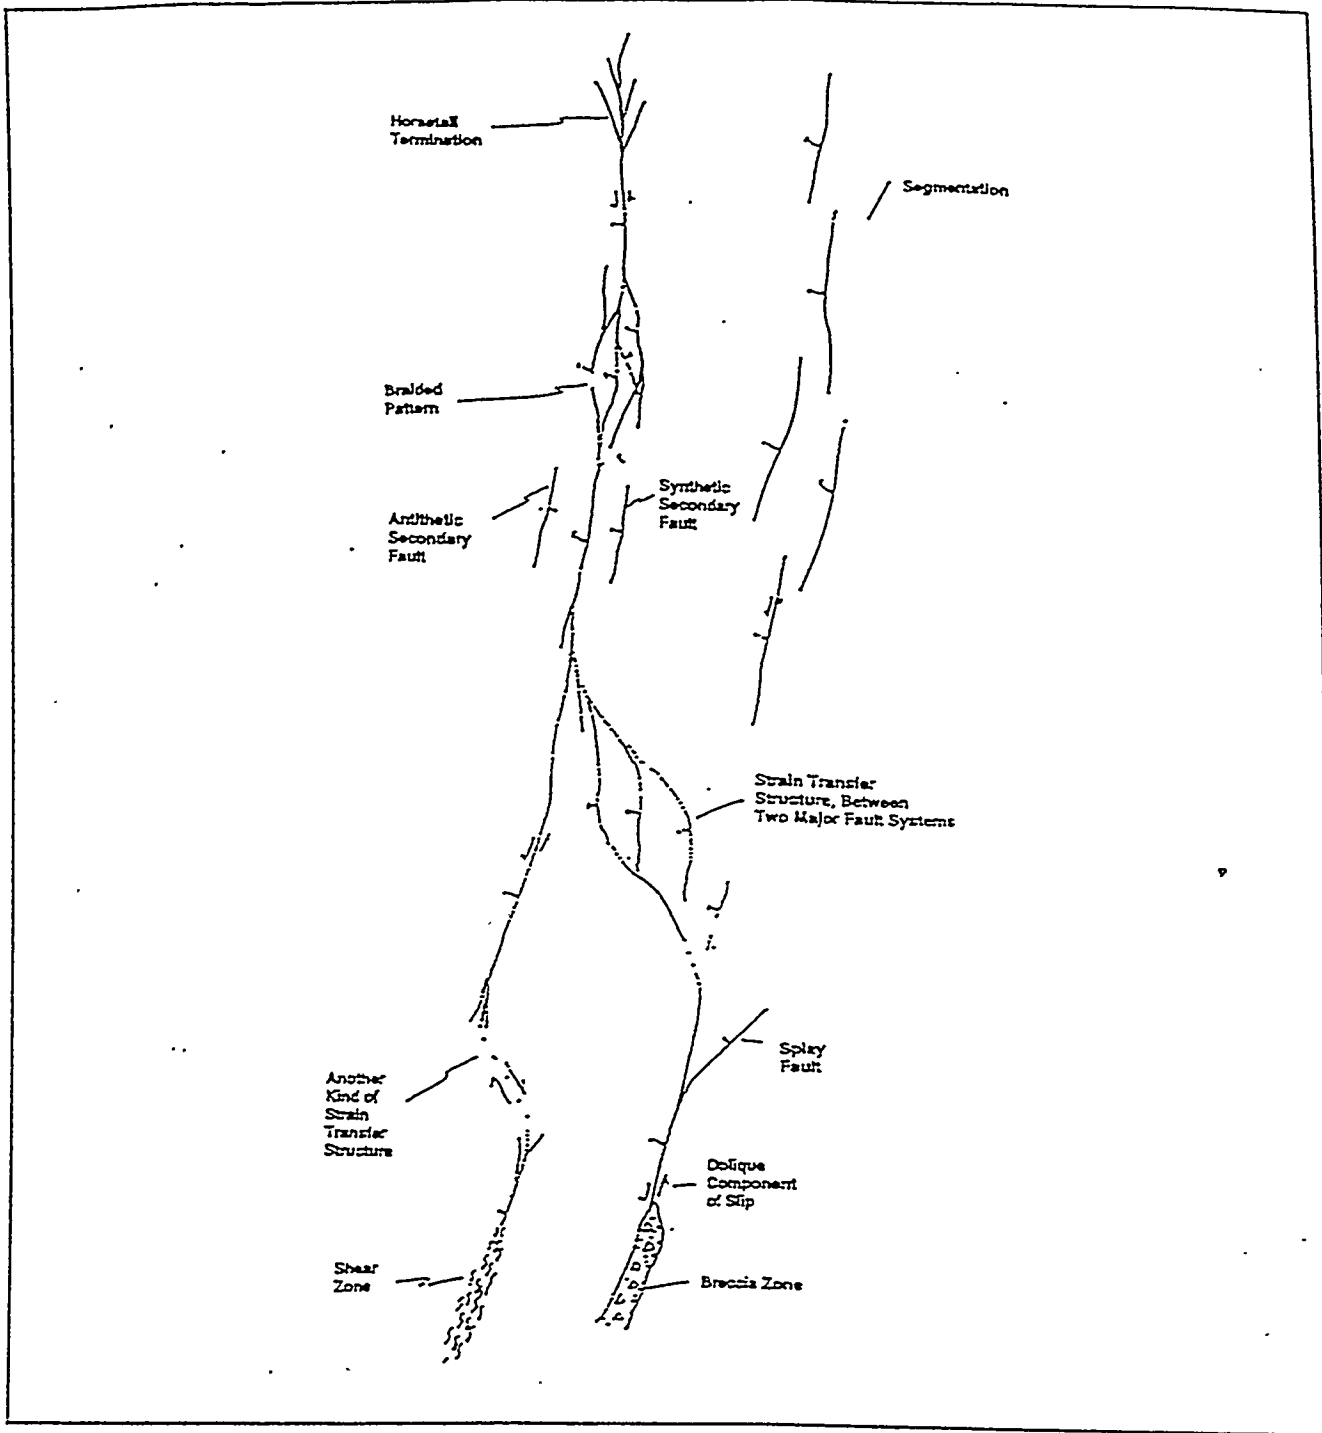 Horsetail
Termination
Segmentation
Braided
Pattern
Synthetic
Secondary
Fault
Antithetic
Secondary
Fault
Strain Transfer
Structure, Between
Two Major Fault Systems
Splay
Fault
Another
Kind of
Strain
Transfer
Structure
Oblique
Component
of Slip
Shear
Zone
Breccia Zone